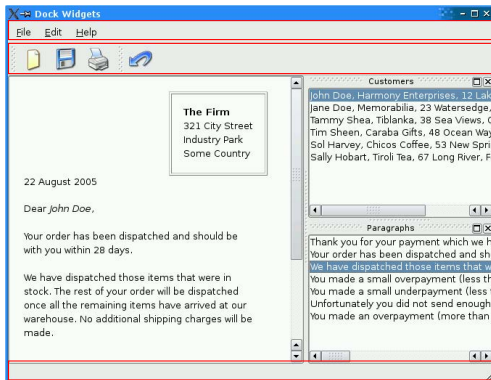 Dock Widgets
File Edit Help
The Firm
321 City Street
Industry Park
Some Country
22 August 2005
Dear John Doe,
Your order has been dispatched and should be
with you within 28 days.
We have dispatched those items that were in
stock. The rest of your order will be dispatched
once all the remaining items have arrived at our
warehouse. No additional shipping charges will be
made.
Customers
John Doe, Harmony Enterprises, 12 Lak
Jane Doe, Memorabilia, 23 Watersedge,
Tammy Shea, Tiblanka, 38 Sea Views,
Tim Sheen, Caraba Gifts, 48 Ocean Way
Sol Harvey, Chicos Coffee, 53 New Spri
Sally Hobart, Tiroli Tea, 67 Long River, F
Paragraphs
Thank you for your payment which we h
Your order has been dispatched and sh
We have dispatched those items that w
You made a small overpayment (less th
You made a small underpayment (less
Unfortunately you did not send enough
You made an overpayment (more than